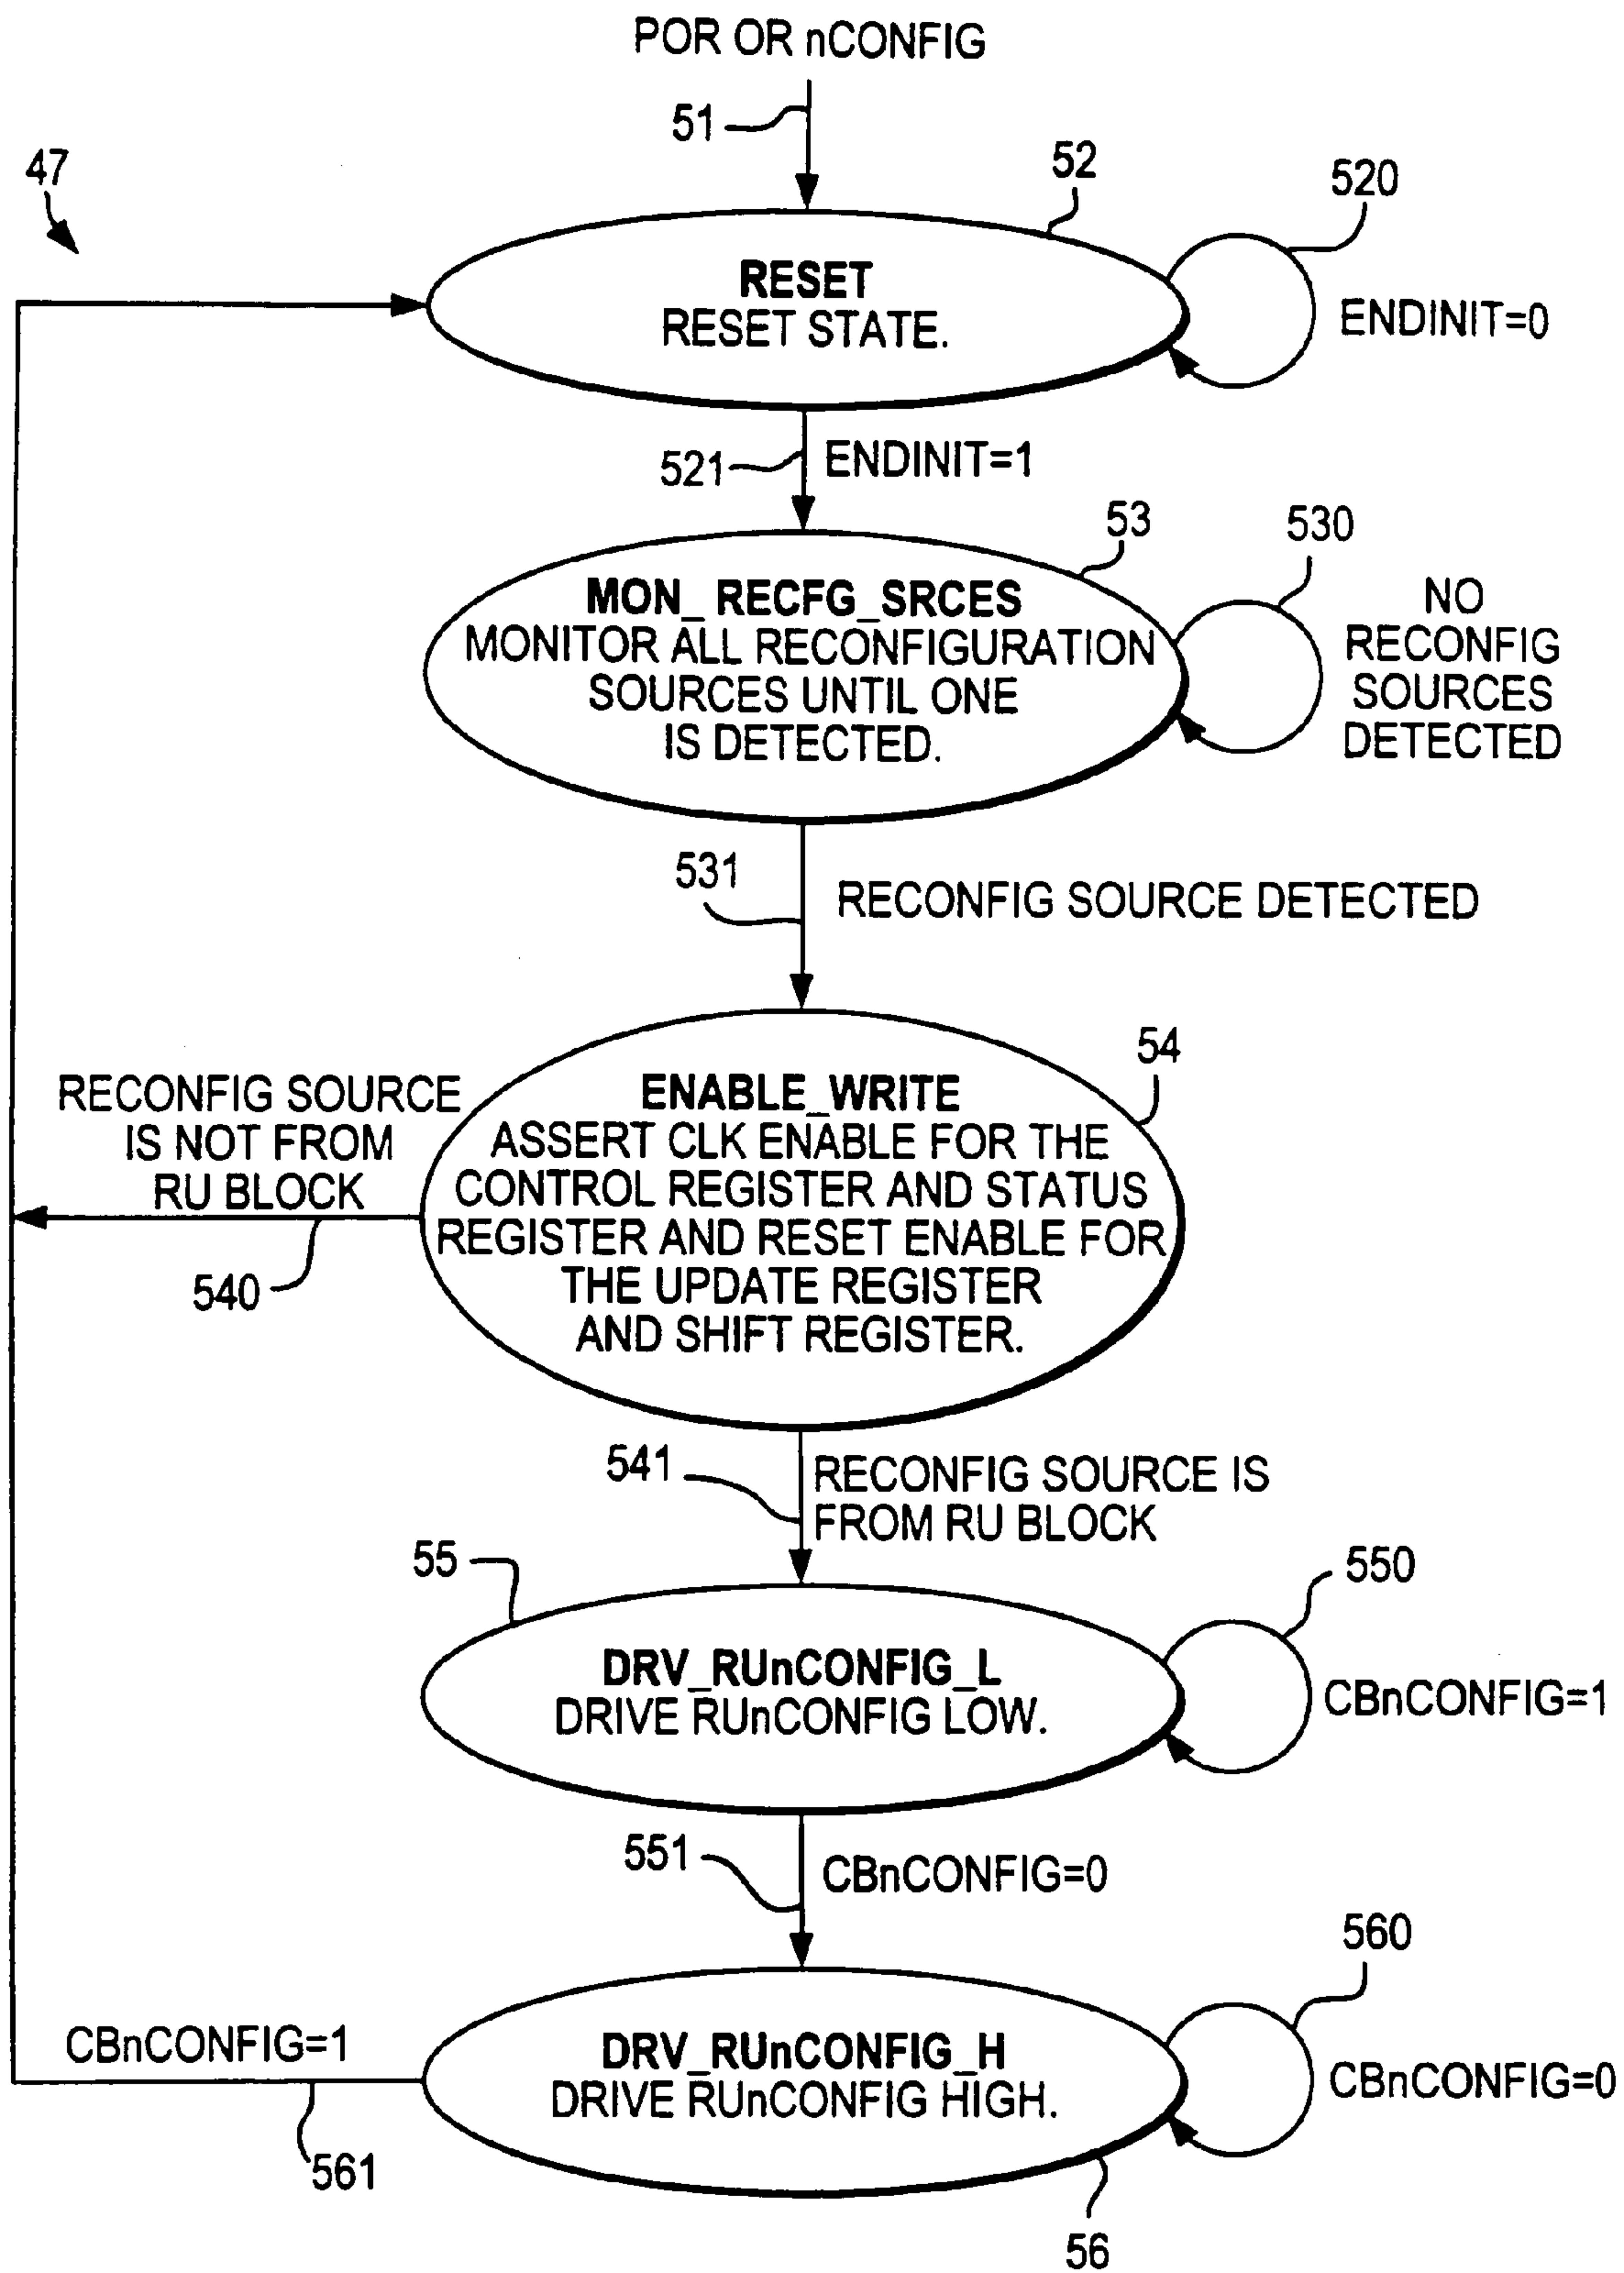 POR OR nCONFIG
51
47
52
520
RESET
RESET STATE.
ENDINIT=0
521
ENDINIT=1
53
530
MON_RECFG_SRCES
MONITOR ALL RECONFIGURATION
SOURCES UNTIL ONE
IS DETECTED.
NO
RECONFIG
SOURCES
DETECTED
531
RECONFIG SOURCE DETECTED
54
RECONFIG SOURCE
IS NOT FROM
RU BLOCK
540
ENABLE_WRITE
ASSERT CLK ENABLE FOR THE
CONTROL REGISTER AND STATUS
REGISTER AND RESET ENABLE FOR
THE UPDATE REGISTER
AND SHIFT REGISTER.
541
RECONFIG SOURCE IS
FROM RU BLOCK
55
550
DRV_RUnCONFIG_L
DRIVE RUnCONFIG LOW.
CBnCONFIG=1
551
CBnCONFIG=0
560
CBnCONFIG=1
561
DRV_RUnCONFIG_H
DRIVE RUnCONFIG HIGH.
CBnCONFIG=0
56